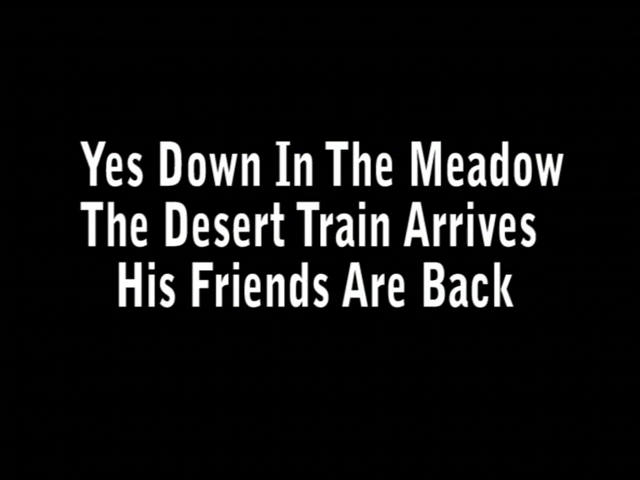 Yes Down In The Meadow
The Desert Train Arrives
His Friends Are Back